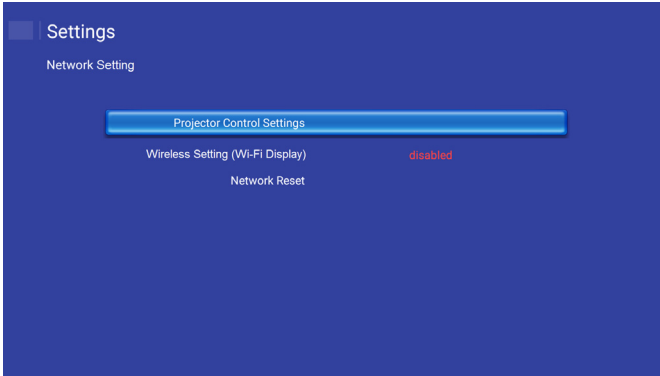 Settings
Network Setting
Projector Control Settings
Wireless Setting (Wi-Fi Display) disabled
Network Reset